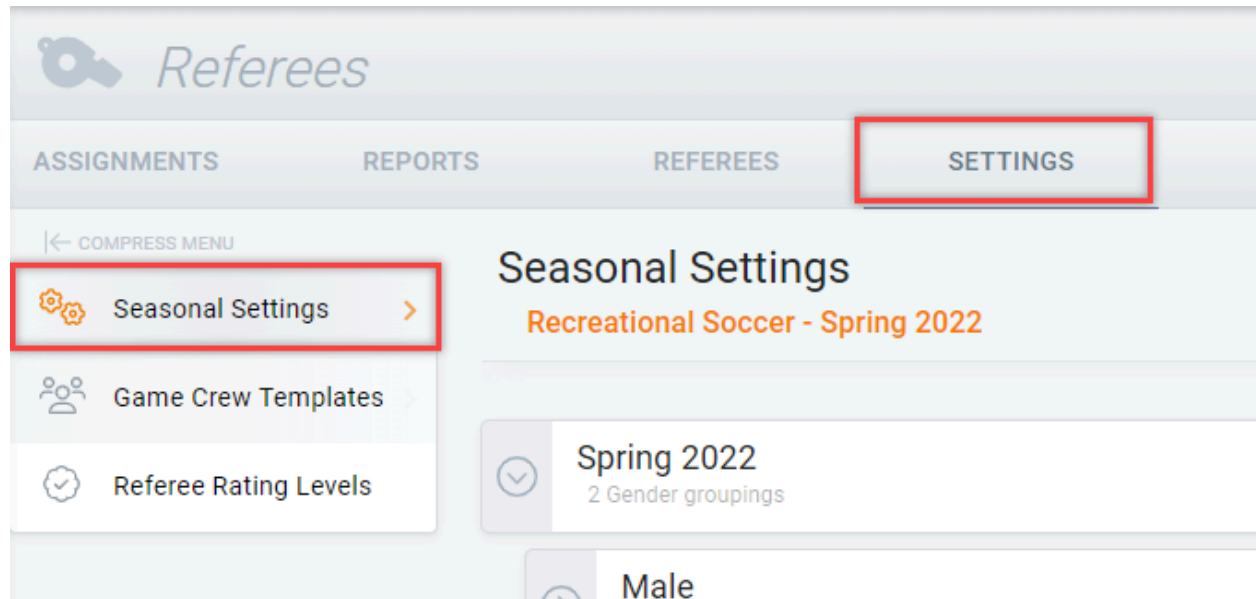 Referees
ASSIGNMENTS REPORTS REFEREES SETTINGS
COMPRESS MENU
Seasonal Settings
Game Crew Templates
Referee Rating Levels
Seasonal Settings
Recreational Soccer - Spring 2022
Spring 2022
2 Gender groupings
Male